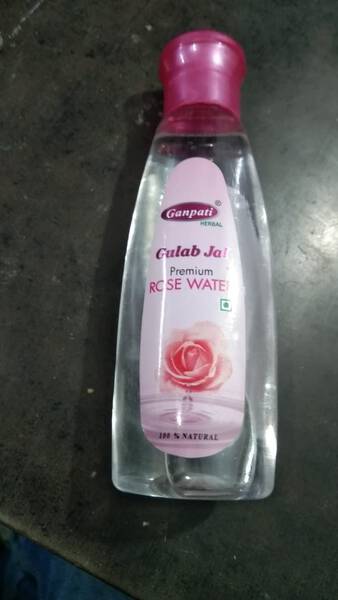 Ganpati®
HERBAL
Gulab Jal
Premium
ROSE WATER
100 % NATURAL